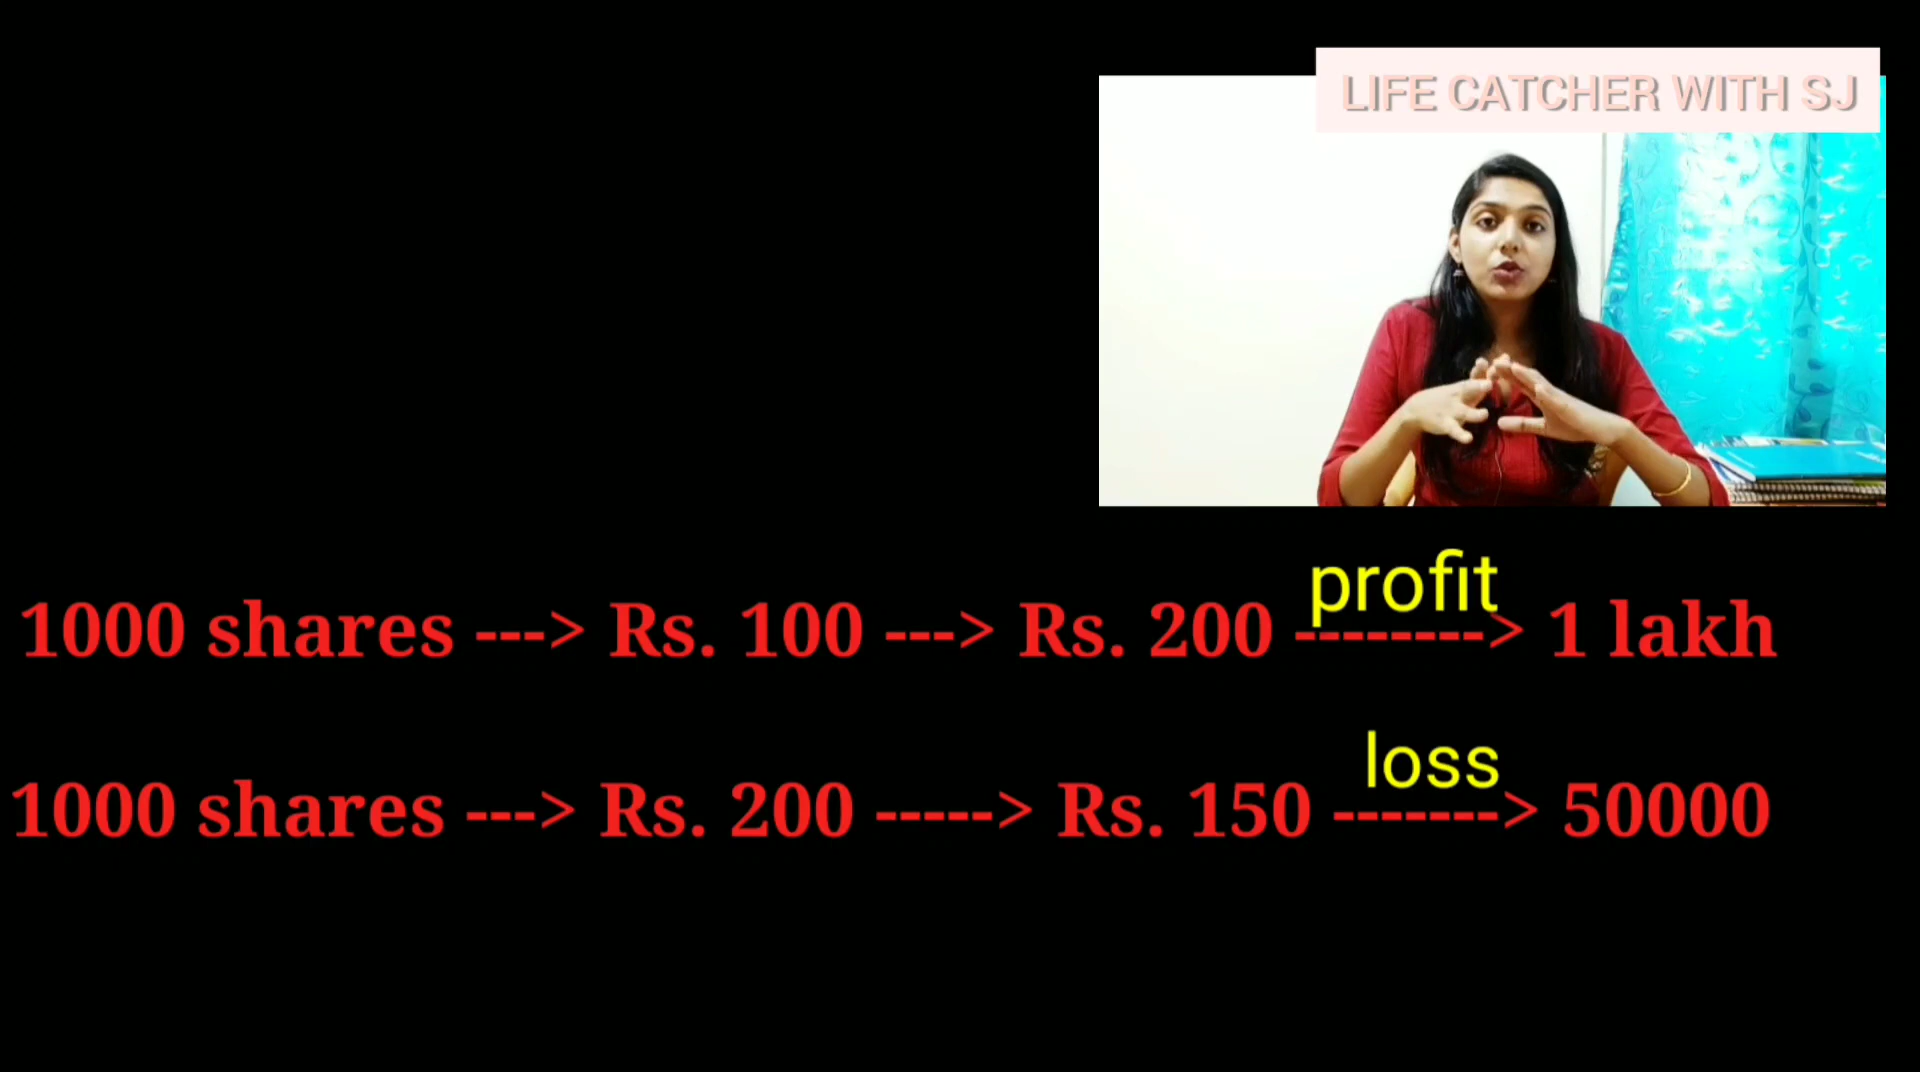 LIFE CATCHER WITH SJ
profit
1000 shares ---> Rs. 100 ---> Rs. 200 --------> 1 lakh
loss
1000 shares ---> Rs. 200 -----> Rs. 150 -------> 50000